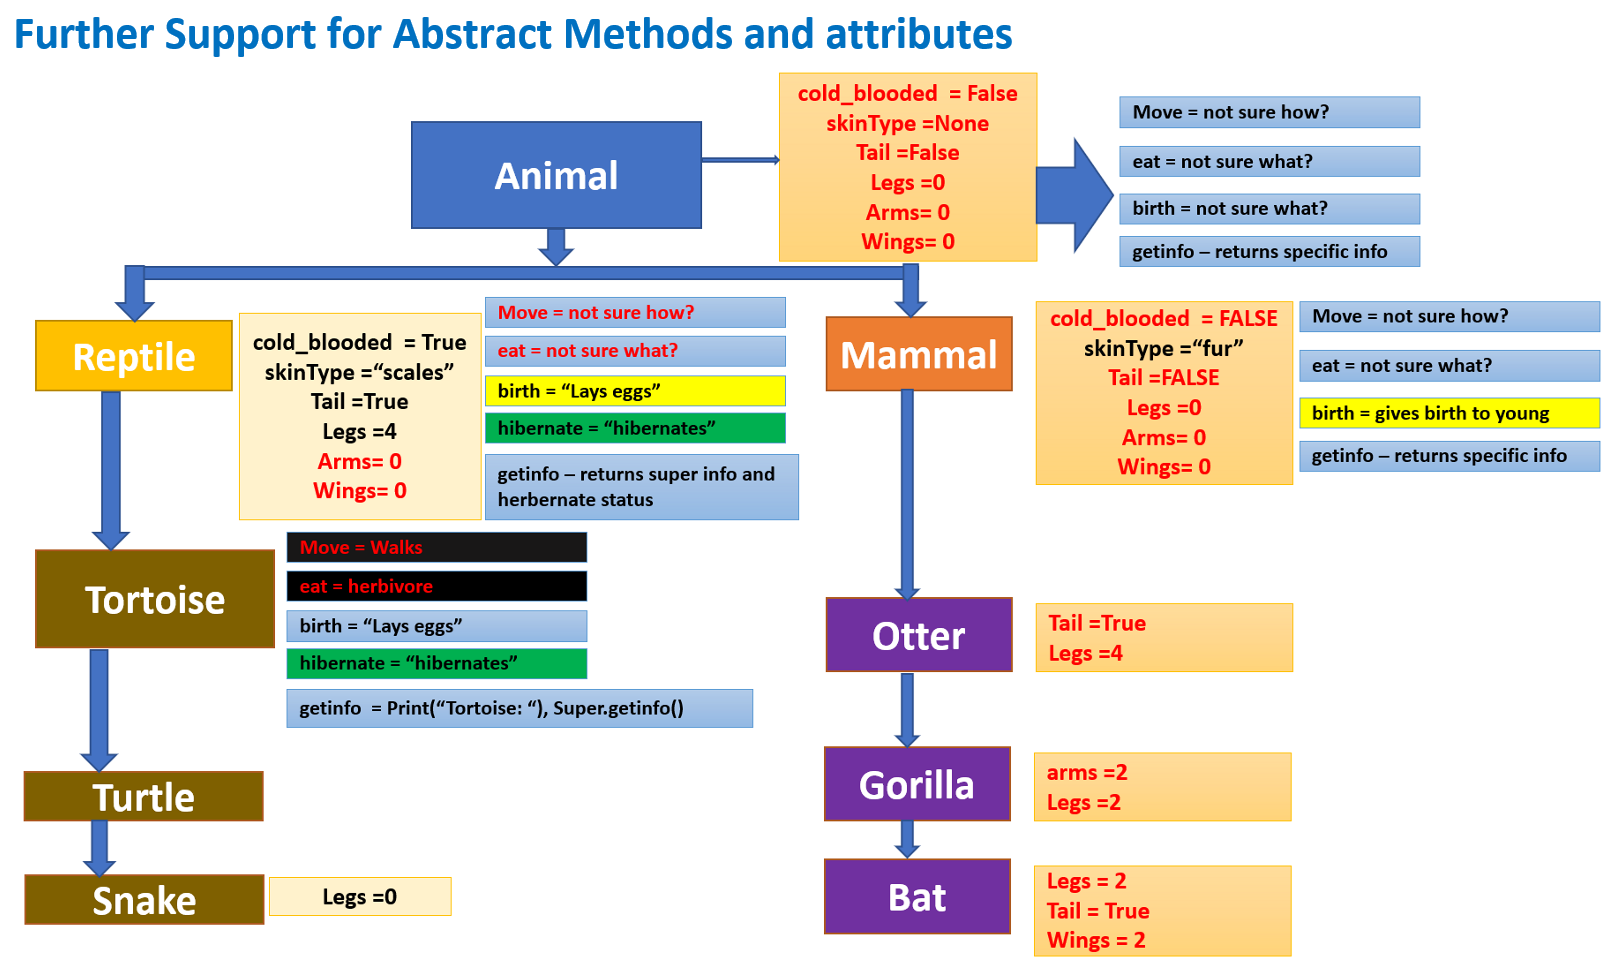 Further Support for Abstract Methods and attributes
Animal
cold_blooded = False
skinType =None
Tail =False
Legs =0
Arms= 0
Wings= 0
Move = not sure how?
eat = not sure what?
birth = not sure what?
getinfo – returns specific info
Reptile
cold_blooded = True
skinType =“scales”
Tail =True
Legs =4
Arms= 0
Wings= 0
Move = not sure how?
eat = not sure what?
birth = “Lays eggs”
hibernate = “hibernates”
getinfo – returns super info and
herbernate status
Mammal
cold_blooded = FALSE
skinType =“fur”
Tail =FALSE
Legs =0
Arms= 0
Wings= 0
Move = not sure how?
eat = not sure what?
birth = gives birth to young
getinfo – returns specific info
Tortoise
Move = Walks
eat = herbivore
birth = “Lays eggs”
hibernate = “hibernates”
getinfo = Print(“Tortoise: “), Super.getinfo()
Otter
Tail =True
Legs =4
Turtle
Gorilla
arms =2
Legs =2
Snake
Legs =0
Bat
Legs = 2
Tail = True
Wings = 2